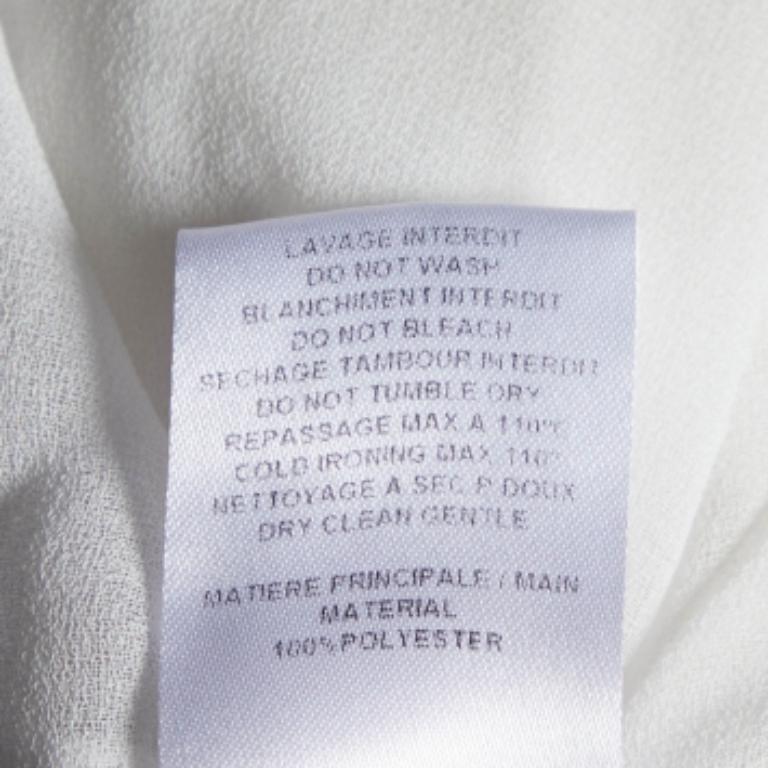 LAVAGE INTERDIT
DO NOT WASH
BLANCHIMENT INTERDIT
DO NOT BLEACH
SECHAGE TAMBOUR INTERDIT
DO NOT TUMBLE DRY
REPASSAGE MAX A 110°C
COLD IRONING MAX 110°
NETTOYAGE A SEC P DOUX
DRY CLEAN GENTLE
MATIERE PRINCIPALE / MAIN
MATERIAL
100%POLYESTER